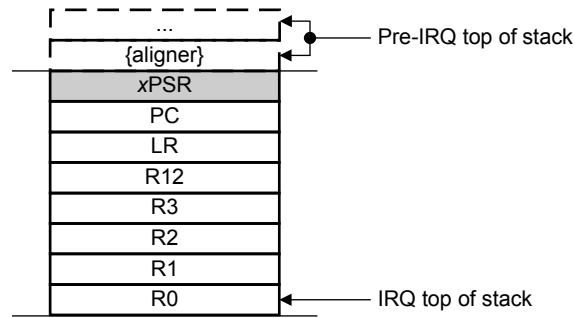 ...
Pre-IRQ top of stack
{aligner}
xPSR
PC
LR
R12
R3
R2
R1
R0
IRQ top of stack